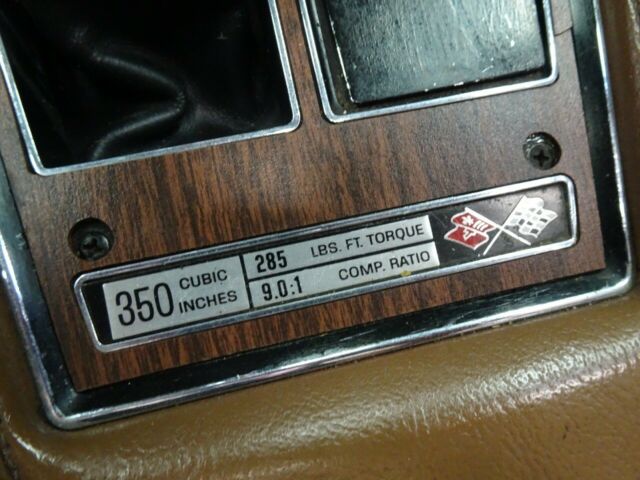 350 CUBIC INCHES
285 LBS. FT. TORQUE
9.0:1 COMP. RATIO